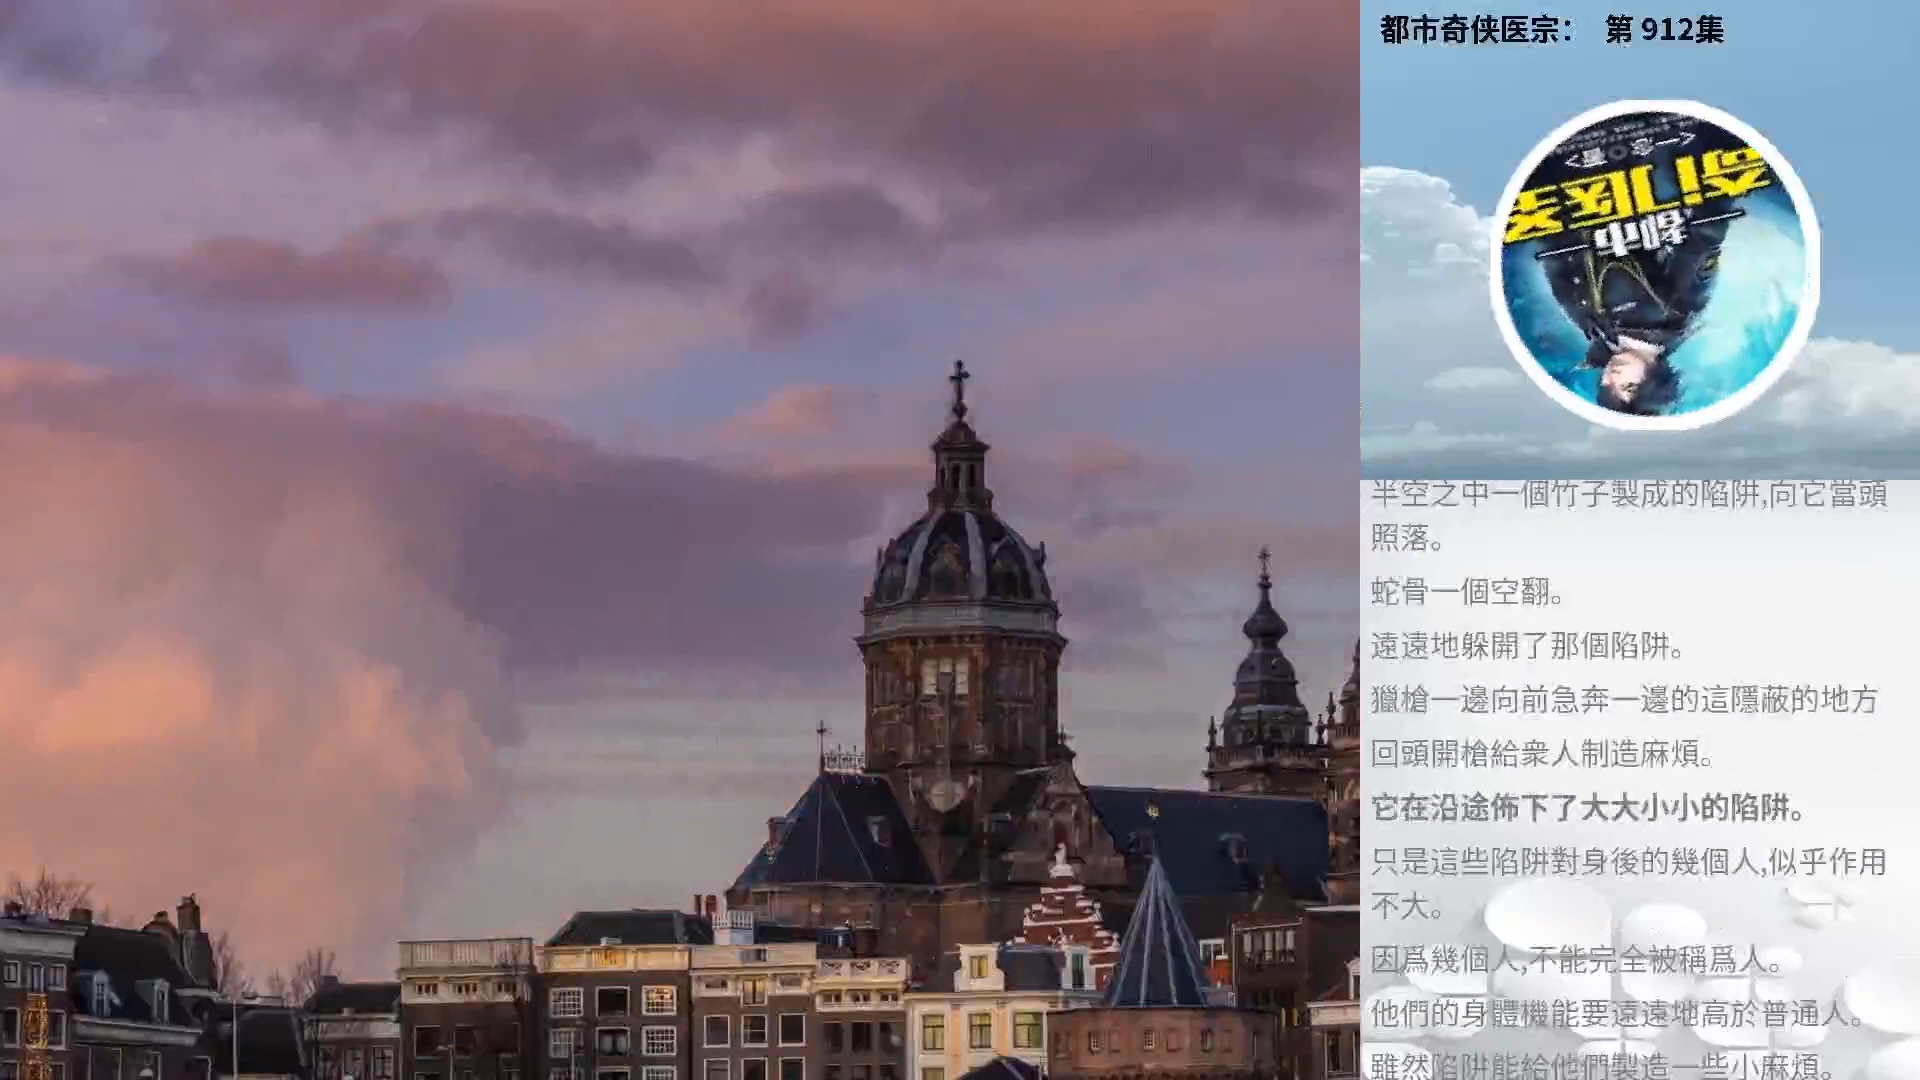 都市奇侠医宗： 第 912集
都市
奇门医圣
半空之中一個竹子製成的陷阱,向它當頭
照落。
蛇骨一個空翻。
遠遠地躲開了那個陷阱。
獵槍一邊向前急奔一邊的這隱蔽的地方
回頭開槍給衆人制造麻煩。
它在沿途佈下了大大小小的陷阱。
只是這些陷阱對身後的幾個人,似乎作用
不大。
因爲幾個人,不能完全被稱爲人。
他們的身體機能要遠遠地高於普通人。
雖然陷阱能給他們製造一些小麻煩。